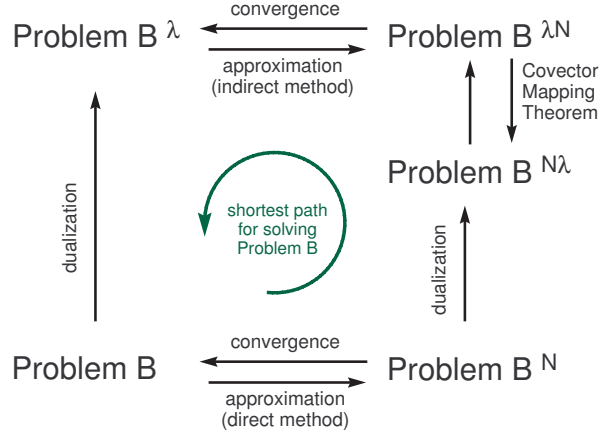 convergence
Problem B λ
Problem B λN
approximation
(indirect method)
Covector
Mapping
Theorem
Problem B Nλ
shortest path
for solving
Problem B
dualization
dualization
convergence
Problem B
Problem B N
approximation
(direct method)